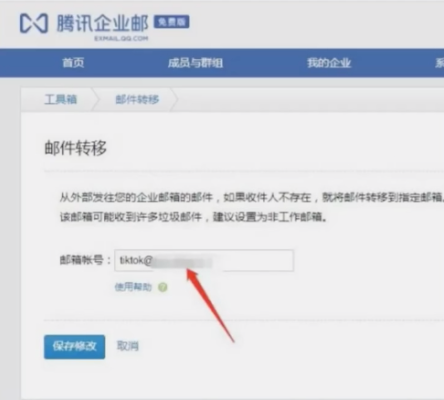 腾讯企业邮 免费版
EXMAIL.QQ.COM
首页 成员与群组 我的企业
工具箱 邮件转移
邮件转移
从外部发往您的企业邮箱的邮件，如果收件人不存在，就将邮件转移到指定邮箱。
该邮箱可能收到许多垃圾邮件，建议设置为非工作邮箱。
邮箱帐号： tiktok@
使用帮助 ?
保存修改 取消